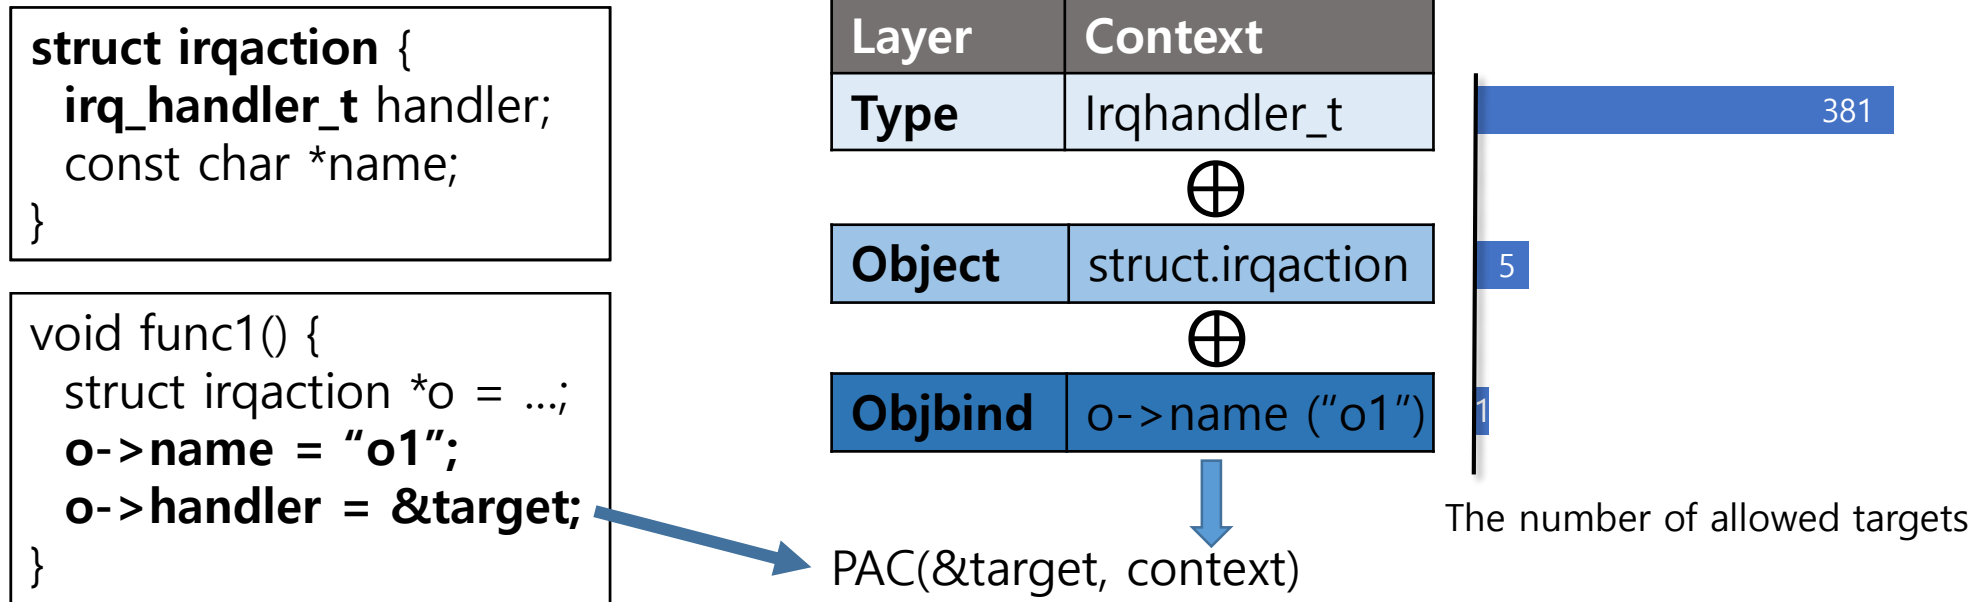 struct irqaction {
irq_handler_t handler;
const char *name;
}
void func1() {
struct irqaction *o = ...;
o->name = “o1”;
o->handler = &target;
}
Layer Context
Type Irqhandler_t
⊕
Object struct.irqaction
⊕
Objbind o->name (“o1”)
PAC(&target, context)
381
5
1
The number of allowed targets